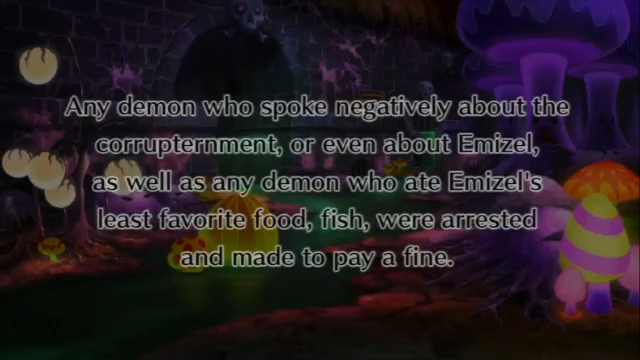 Any demon who spoke negatively about the
corrupternment, or even about Emizel,
as well as any demon who ate Emizel's
least favorite food, fish, were arrested
and made to pay a fine.